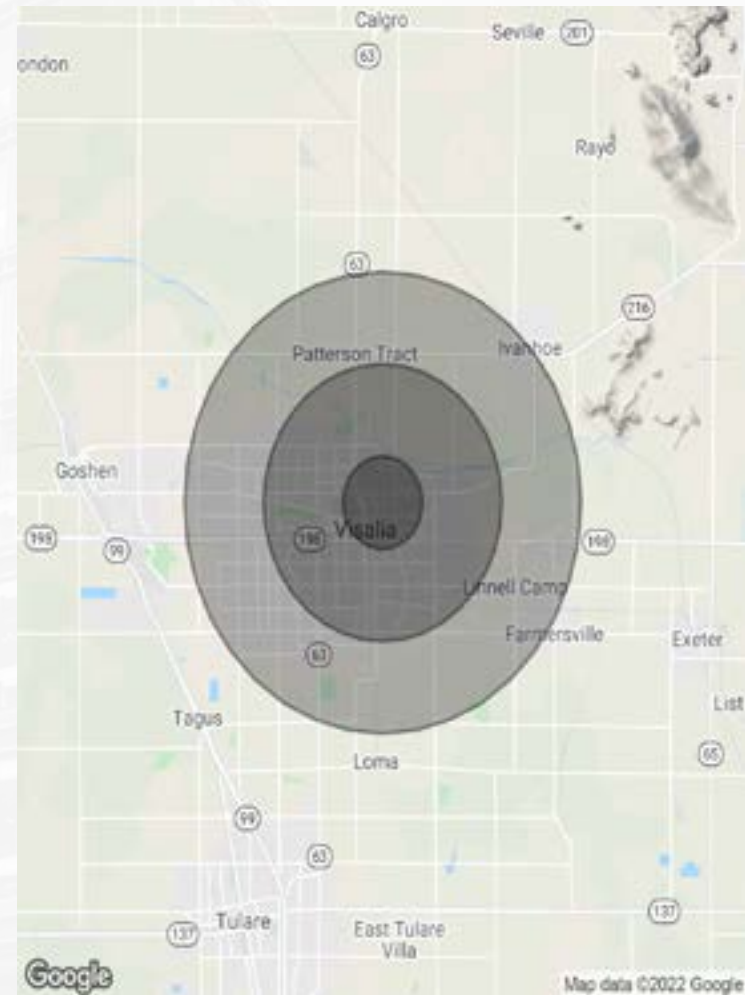 Calgro
Seville
201
ondon
63
Rayo
63
216
Patterson Tract
Ivanhoe
Goshen
198
99
198
Visalia
198
Linnell Camp
Farmersville
Exeter
63
List
Tagus
65
Loma
99
63
137
Tulare
137
East Tulare
Villa
Google
Map data ©2022 Google